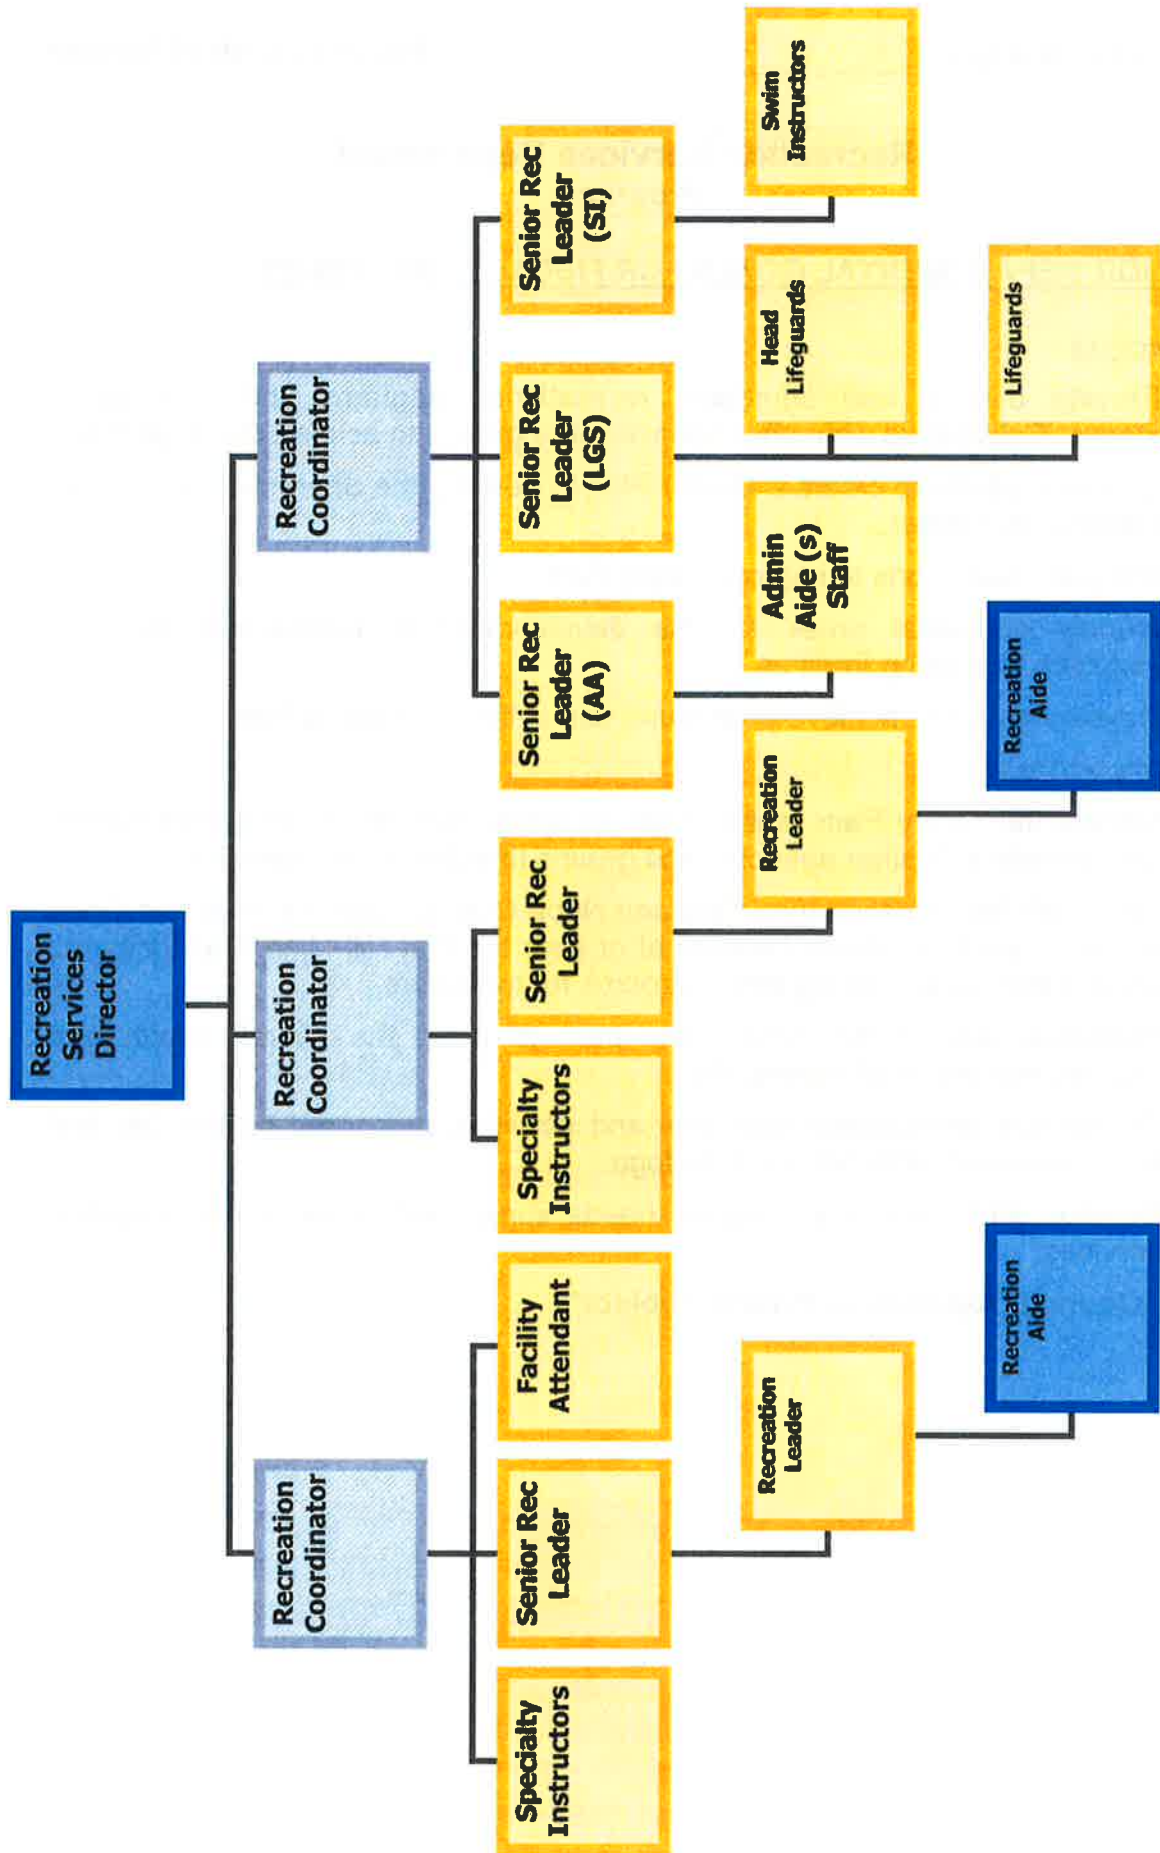 Recreation
Services
Director
Recreation
Coordinator
Recreation
Coordinator
Recreation
Coordinator
Specialty
Instructors
Senior Rec
Leader
Facility
Attendant
Specialty
Instructors
Senior Rec
Leader
Senior Rec
Leader
(AA)
Senior Rec
Leader
(LGS)
Senior Rec
Leader
(SI)
Recreation
Leader
Recreation
Leader
Admin
Aide (s)
Staff
Head
Lifeguards
Swim
Instructors
Recreation
Aide
Recreation
Aide
Lifeguards